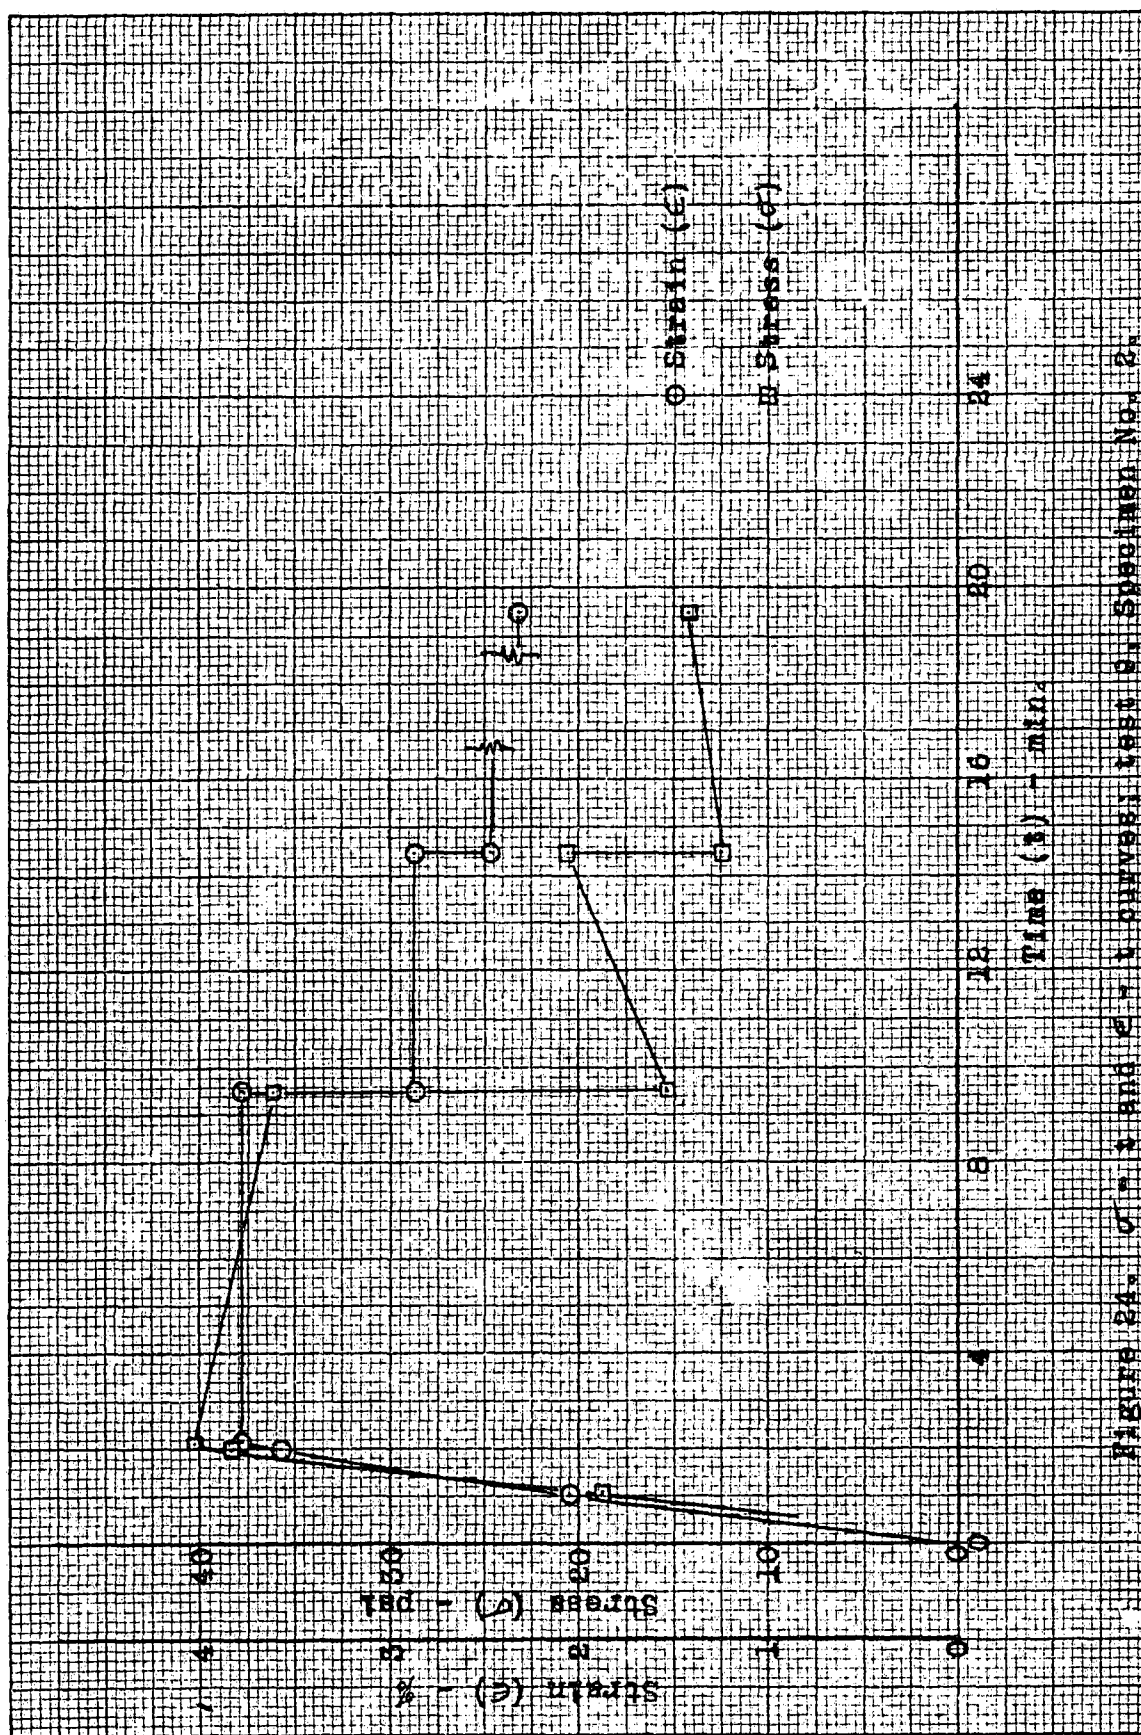 Strain (ε) - %
4
3
2
1
0
Stress (σ) - psi
40
30
20
10
0
0
4
8
12
16
20
24
Time (t) - min.
⊙ Strain (ε)
⊡ Stress (σ)
Figure 24. σ - t and ε - t curves; test 9, Specimen No. 2.